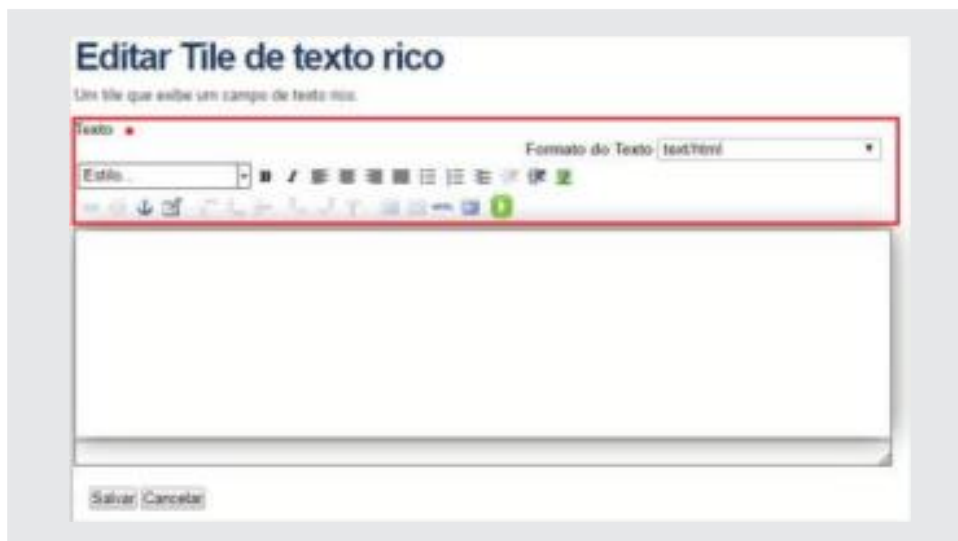 Editar Tile de texto rico
Um tile que exibe um campo de texto rico.
Texto
Formato do Texto text/html
Estilo...
Salvar Cancelar